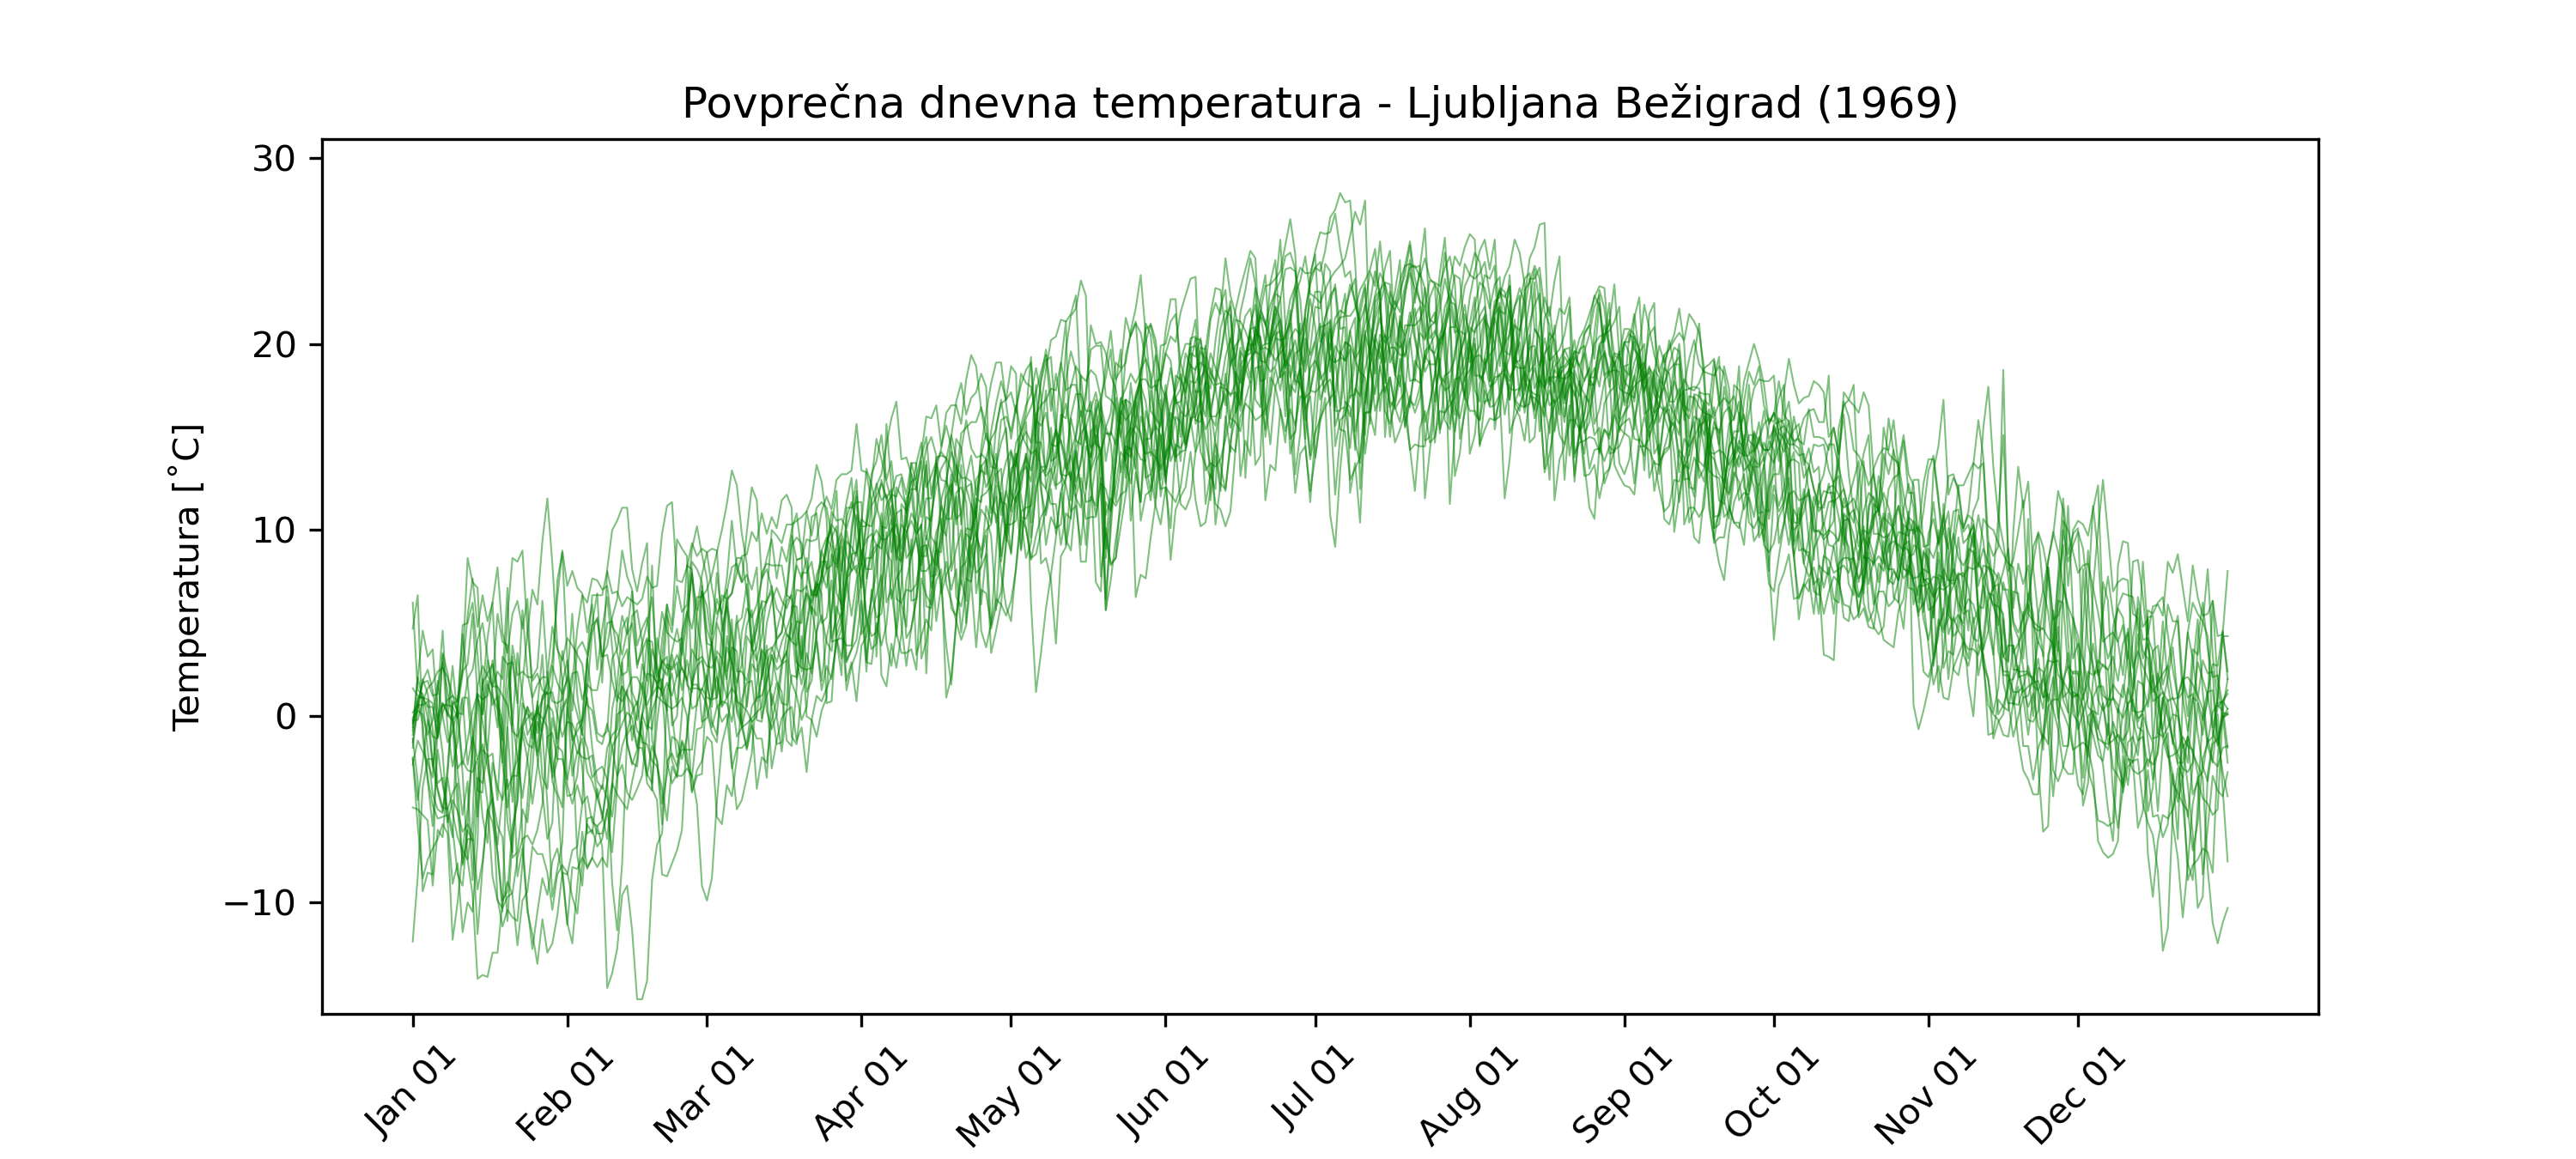 Povprečna dnevna temperatura - Ljubljana Bežigrad (1969)
Temperatura [°C]
30
20
10
0
−10
Jan 01
Feb 01
Mar 01
Apr 01
May 01
Jun 01
Jul 01
Aug 01
Sep 01
Oct 01
Nov 01
Dec 01